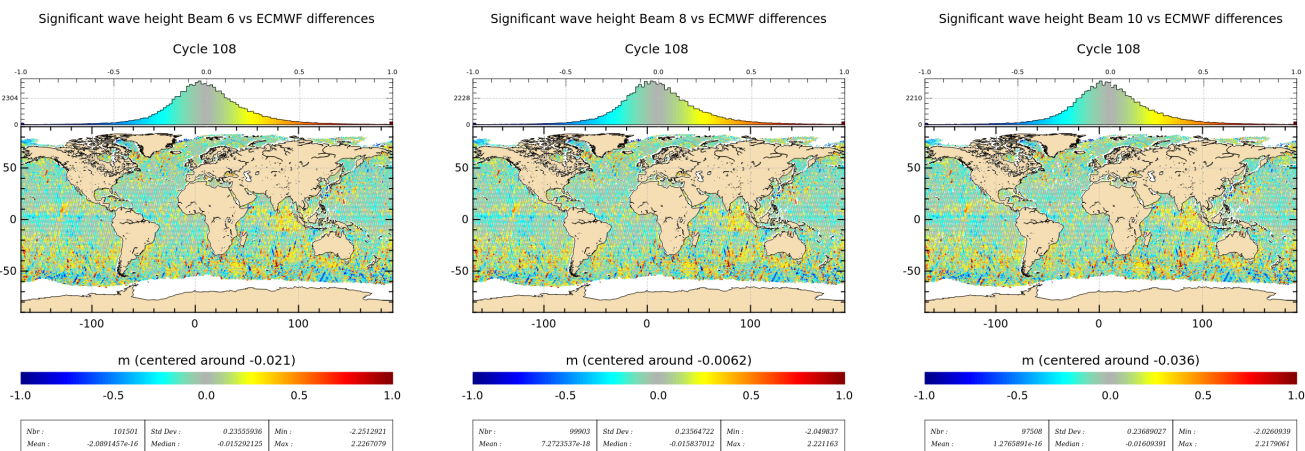 Significant wave height Beam 6 vs ECMWF differences
Cycle 108
-1.0 -0.5 0.0 0.5 1.0
2304
0
50
0
-50
-100 0 100
m (centered around -0.021)
-1.0 -0.5 0.0 0.5 1.0
Nbr : 101501 Std Dev : 0.23555936 Min : -2.2512921
Mean : -2.0891457e-16 Median : -0.015292125 Max : 2.2267079
Significant wave height Beam 8 vs ECMWF differences
Cycle 108
-1.0 -0.5 0.0 0.5 1.0
2228
0
50
0
-50
-100 0 100
m (centered around -0.0062)
-1.0 -0.5 0.0 0.5 1.0
Nbr : 99903 Std Dev : 0.23564722 Min : -2.049837
Mean : 7.2723537e-18 Median : -0.015837012 Max : 2.221163
Significant wave height Beam 10 vs ECMWF differences
Cycle 108
-1.0 -0.5 0.0 0.5 1.0
2210
0
50
0
-50
-100 0 100
m (centered around -0.036)
-1.0 -0.5 0.0 0.5 1.0
Nbr : 97508 Std Dev : 0.23689027 Min : -2.0260939
Mean : 1.2765891e-16 Median : -0.01609391 Max : 2.2179061